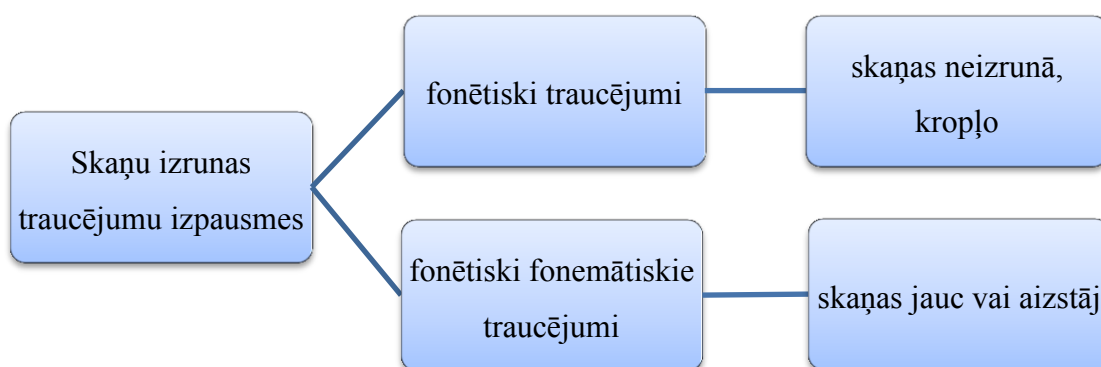 Skaņu izrunas
traucējumu izpausmes
fonētiski traucējumi
skaņas neizrunā,
kropļo
fonētiski fonemātiskie
traucējumi
skaņas jauc vai aizstāj